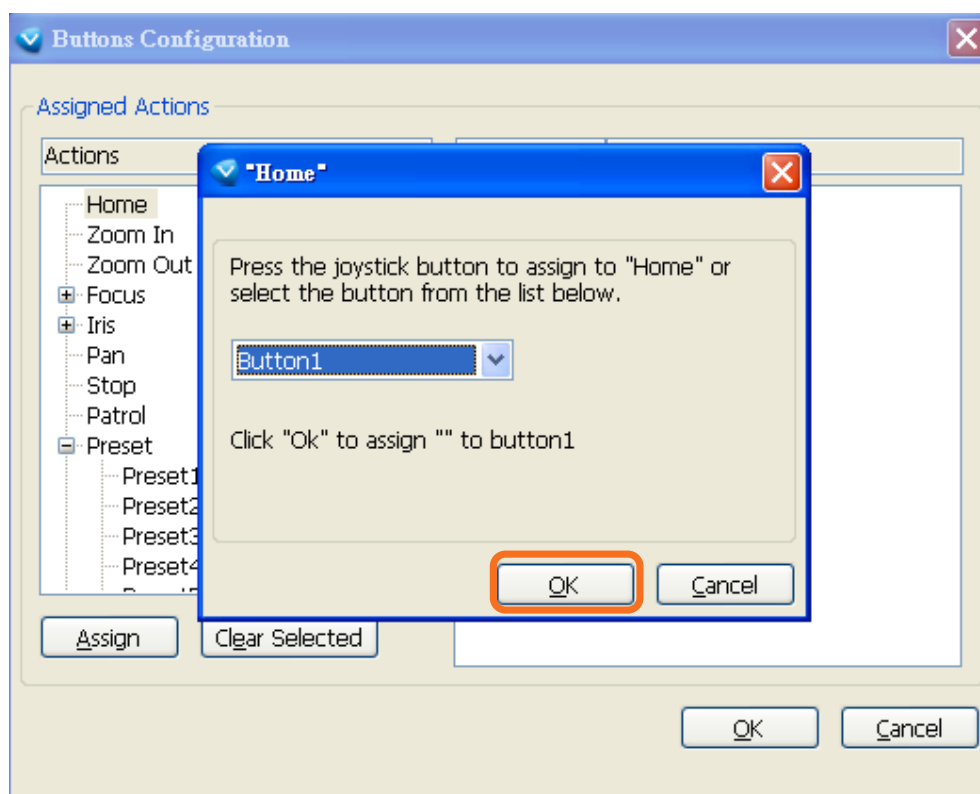 Buttons Configuration
Assigned Actions
Actions
Home
Zoom In
Zoom Out
Focus
Iris
Pan
Stop
Patrol
Preset
Preset1
Preset2
Preset3
Preset4
"Home"
Press the joystick button to assign to "Home" or
select the button from the list below.
Button1
Click "Ok" to assign "" to button1
OK Cancel
Assign Clear Selected
OK Cancel